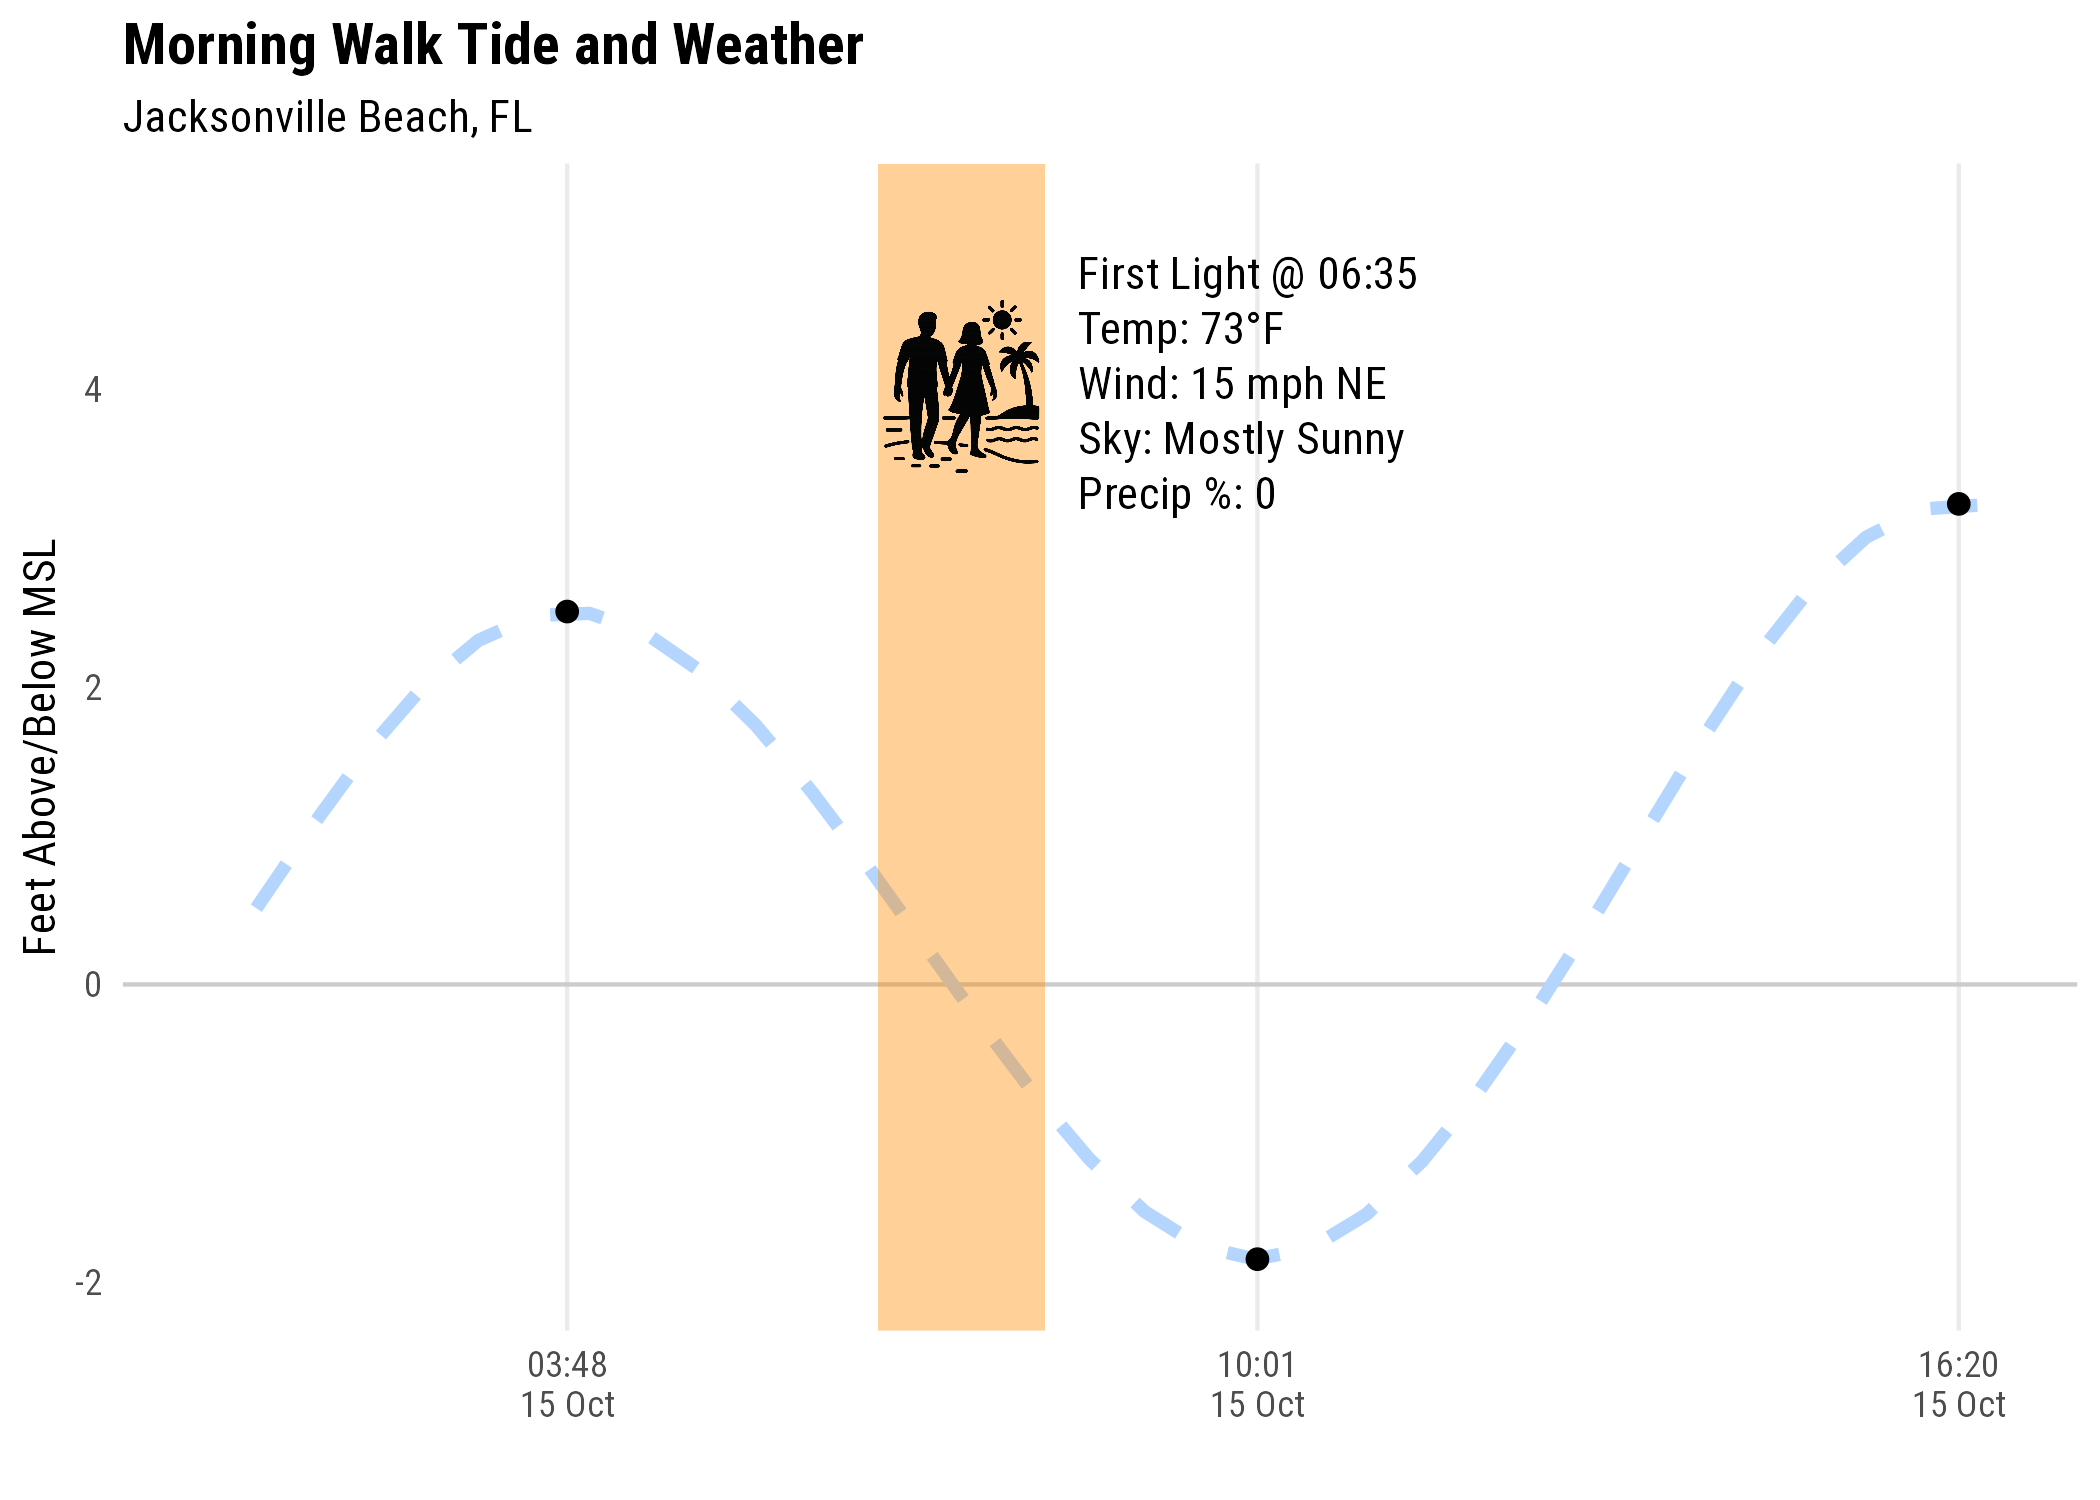 Morning Walk Tide and Weather
Jacksonville Beach, FL
First Light @ 06:35
Temp: 73°F
Wind: 15 mph NE
Sky: Mostly Sunny
Precip %: 0
Feet Above/Below MSL
4
2
0
-2
03:48
15 Oct
10:01
15 Oct
16:20
15 Oct